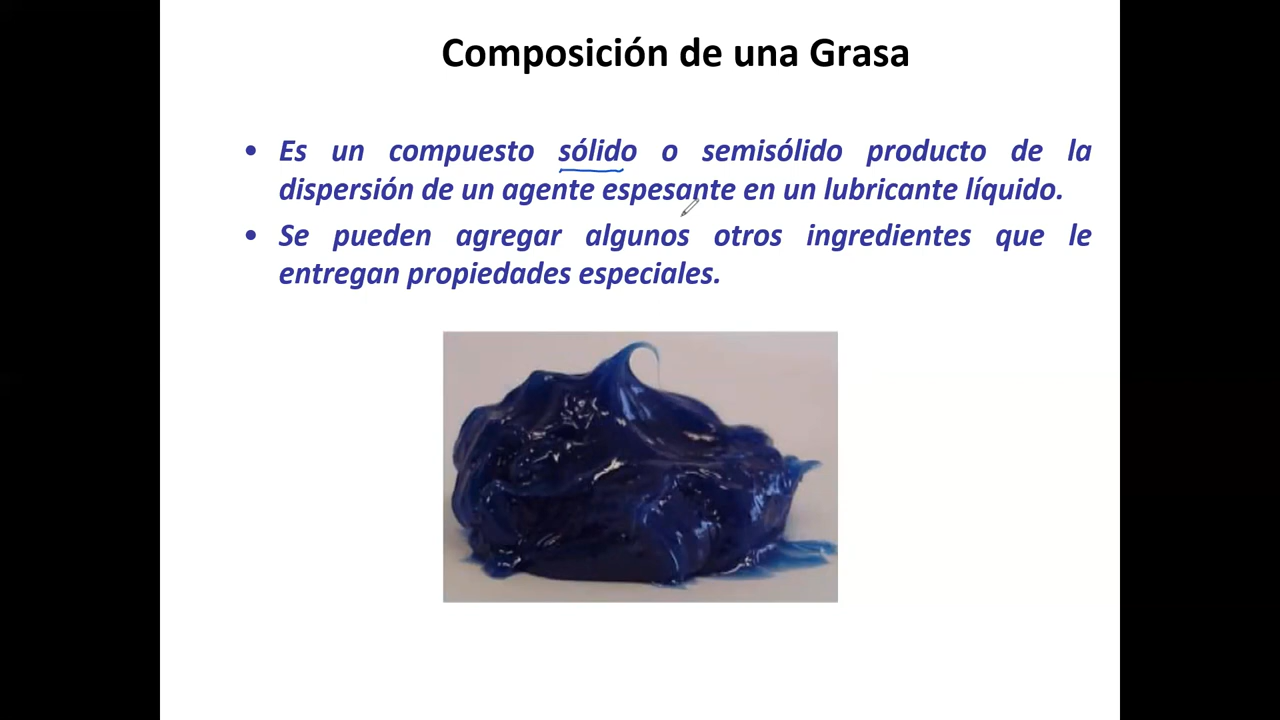 Composición de una Grasa
• Es un compuesto sólido o semisólido producto de la
dispersión de un agente espesante en un lubricante líquido.
• Se pueden agregar algunos otros ingredientes que le
entregan propiedades especiales.